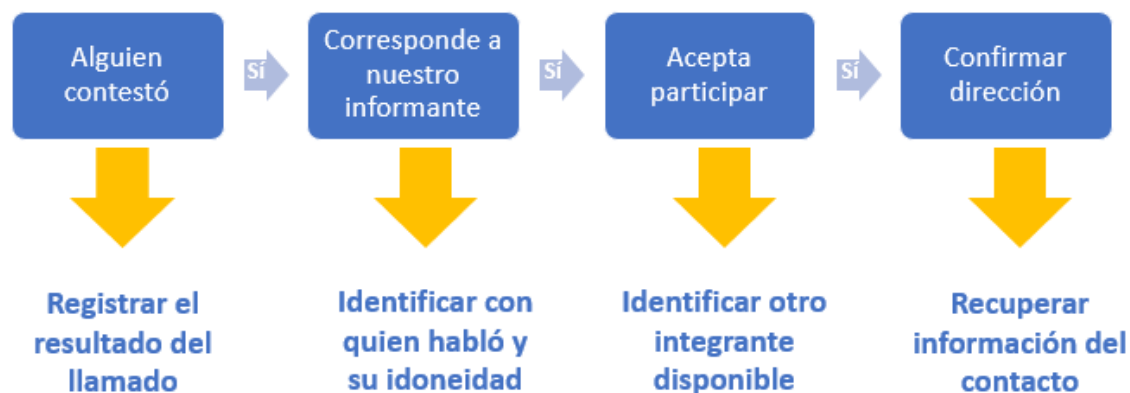 Alguien
contestó
Sí
Corresponde a
nuestro
informante
Sí
Acepta
participar
Sí
Confirmar
dirección
Registrar el
resultado del
llamado
Identificar con
quien habló y
su idoneidad
Identificar otro
integrante
disponible
Recuperar
información del
contacto